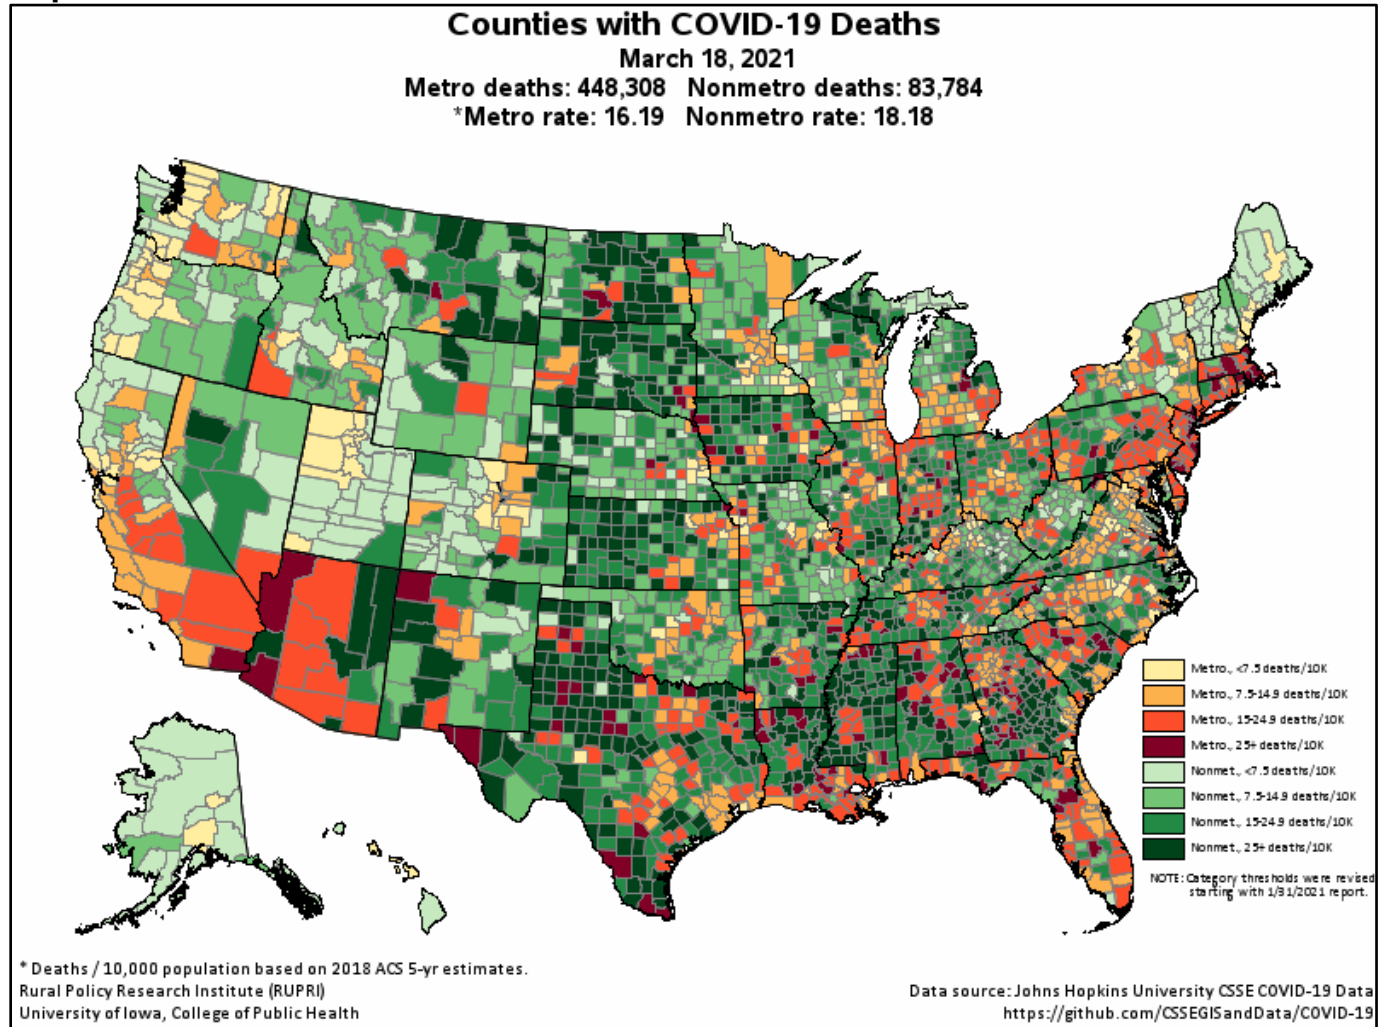 Counties with COVID-19 Deaths
March 18, 2021
Metro deaths: 448,308 Nonmetro deaths: 83,784
*Metro rate: 16.19 Nonmetro rate: 18.18
Metro., <7.5 deaths/10K
Metro., 7.5-14.9 deaths/10K
Metro., 15-24.9 deaths/10K
Metro., 25+ deaths/10K
Nonmet., <7.5 deaths/10K
Nonmet., 7.5-14.9 deaths/10K
Nonmet., 15-24.9 deaths/10K
Nonmet., 25+ deaths/10K
NOTE: Category thresholds were revised
starting with 1/31/2021 report.
* Deaths / 10,000 population based on 2018 ACS 5-yr estimates.
Rural Policy Research Institute (RUPRI)
University of Iowa, College of Public Health
Data source: Johns Hopkins University CSSE COVID-19 Data
https://github.com/CSSEGISandData/COVID-19